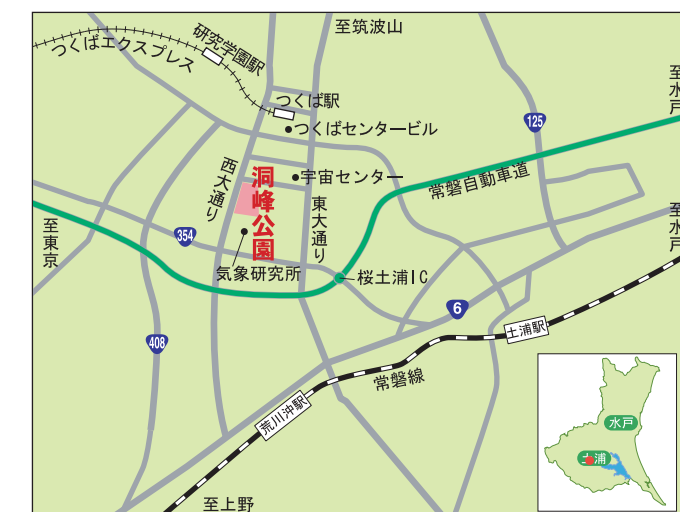 至筑波山
研究学園駅
つくばエクスプレス
つくば駅
つくばセンタービル
125
至水戸
西大通り
洞峰公園
宇宙センター
東大通り
常磐自動車道
至水戸
至東京
354
気象研究所
桜土浦IC
6
408
土浦駅
常磐線
荒川沖駅
至上野
水戸
土浦